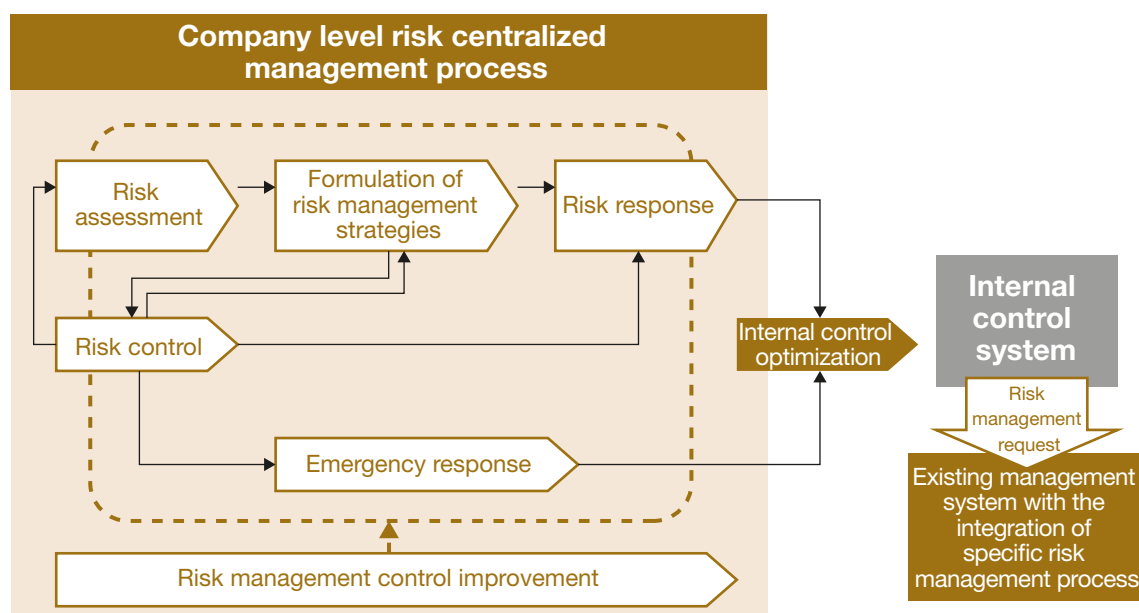 Company level risk centralized
management process
Risk
assessment
Formulation of
risk management
strategies
Risk response
Risk control
Internal control
optimization
Internal
control
system
Risk
management
request
Emergency response
Existing management
system with the
integration of
specific risk
management process
Risk management control improvement